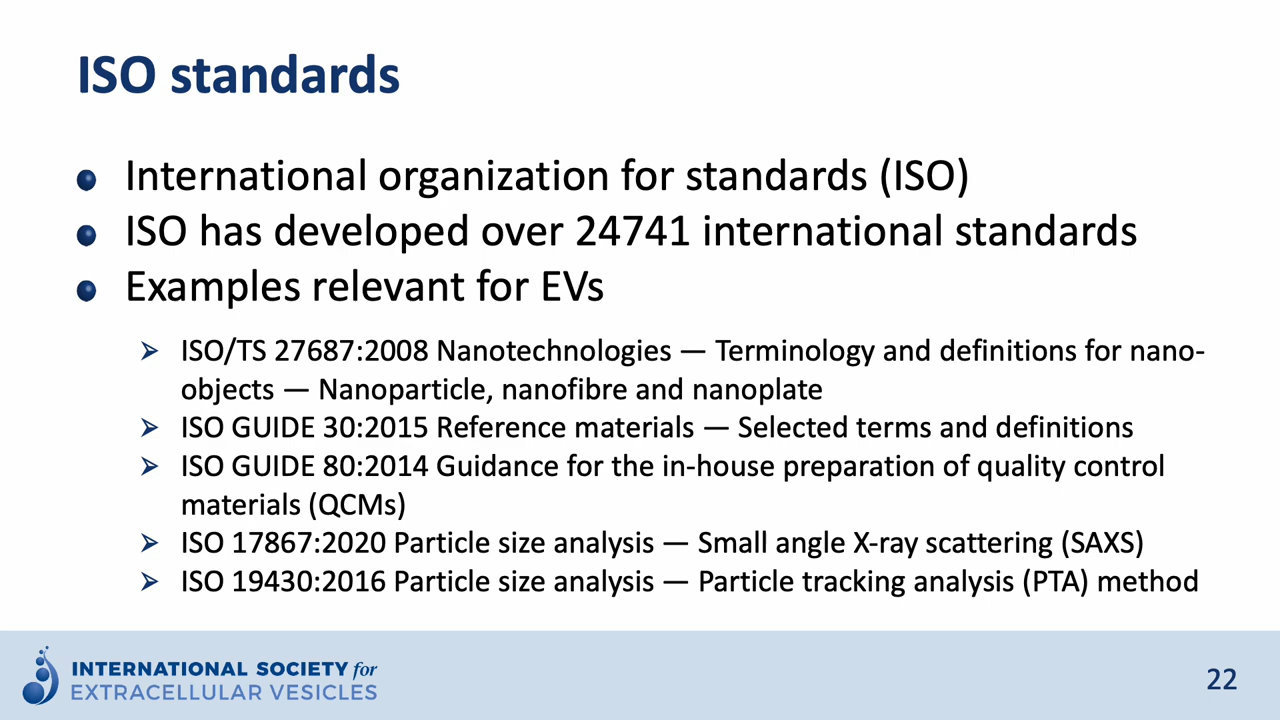 ISO standards
International organization for standards (ISO)
ISO has developed over 24741 international standards
Examples relevant for EVs
ISO/TS 27687:2008 Nanotechnologies — Terminology and definitions for nano-
objects — Nanoparticle, nanofibre and nanoplate
ISO GUIDE 30:2015 Reference materials — Selected terms and definitions
ISO GUIDE 80:2014 Guidance for the in-house preparation of quality control
materials (QCMs)
ISO 17867:2020 Particle size analysis — Small angle X-ray scattering (SAXS)
ISO 19430:2016 Particle size analysis — Particle tracking analysis (PTA) method
INTERNATIONAL SOCIETY for
EXTRACELLULAR VESICLES
22